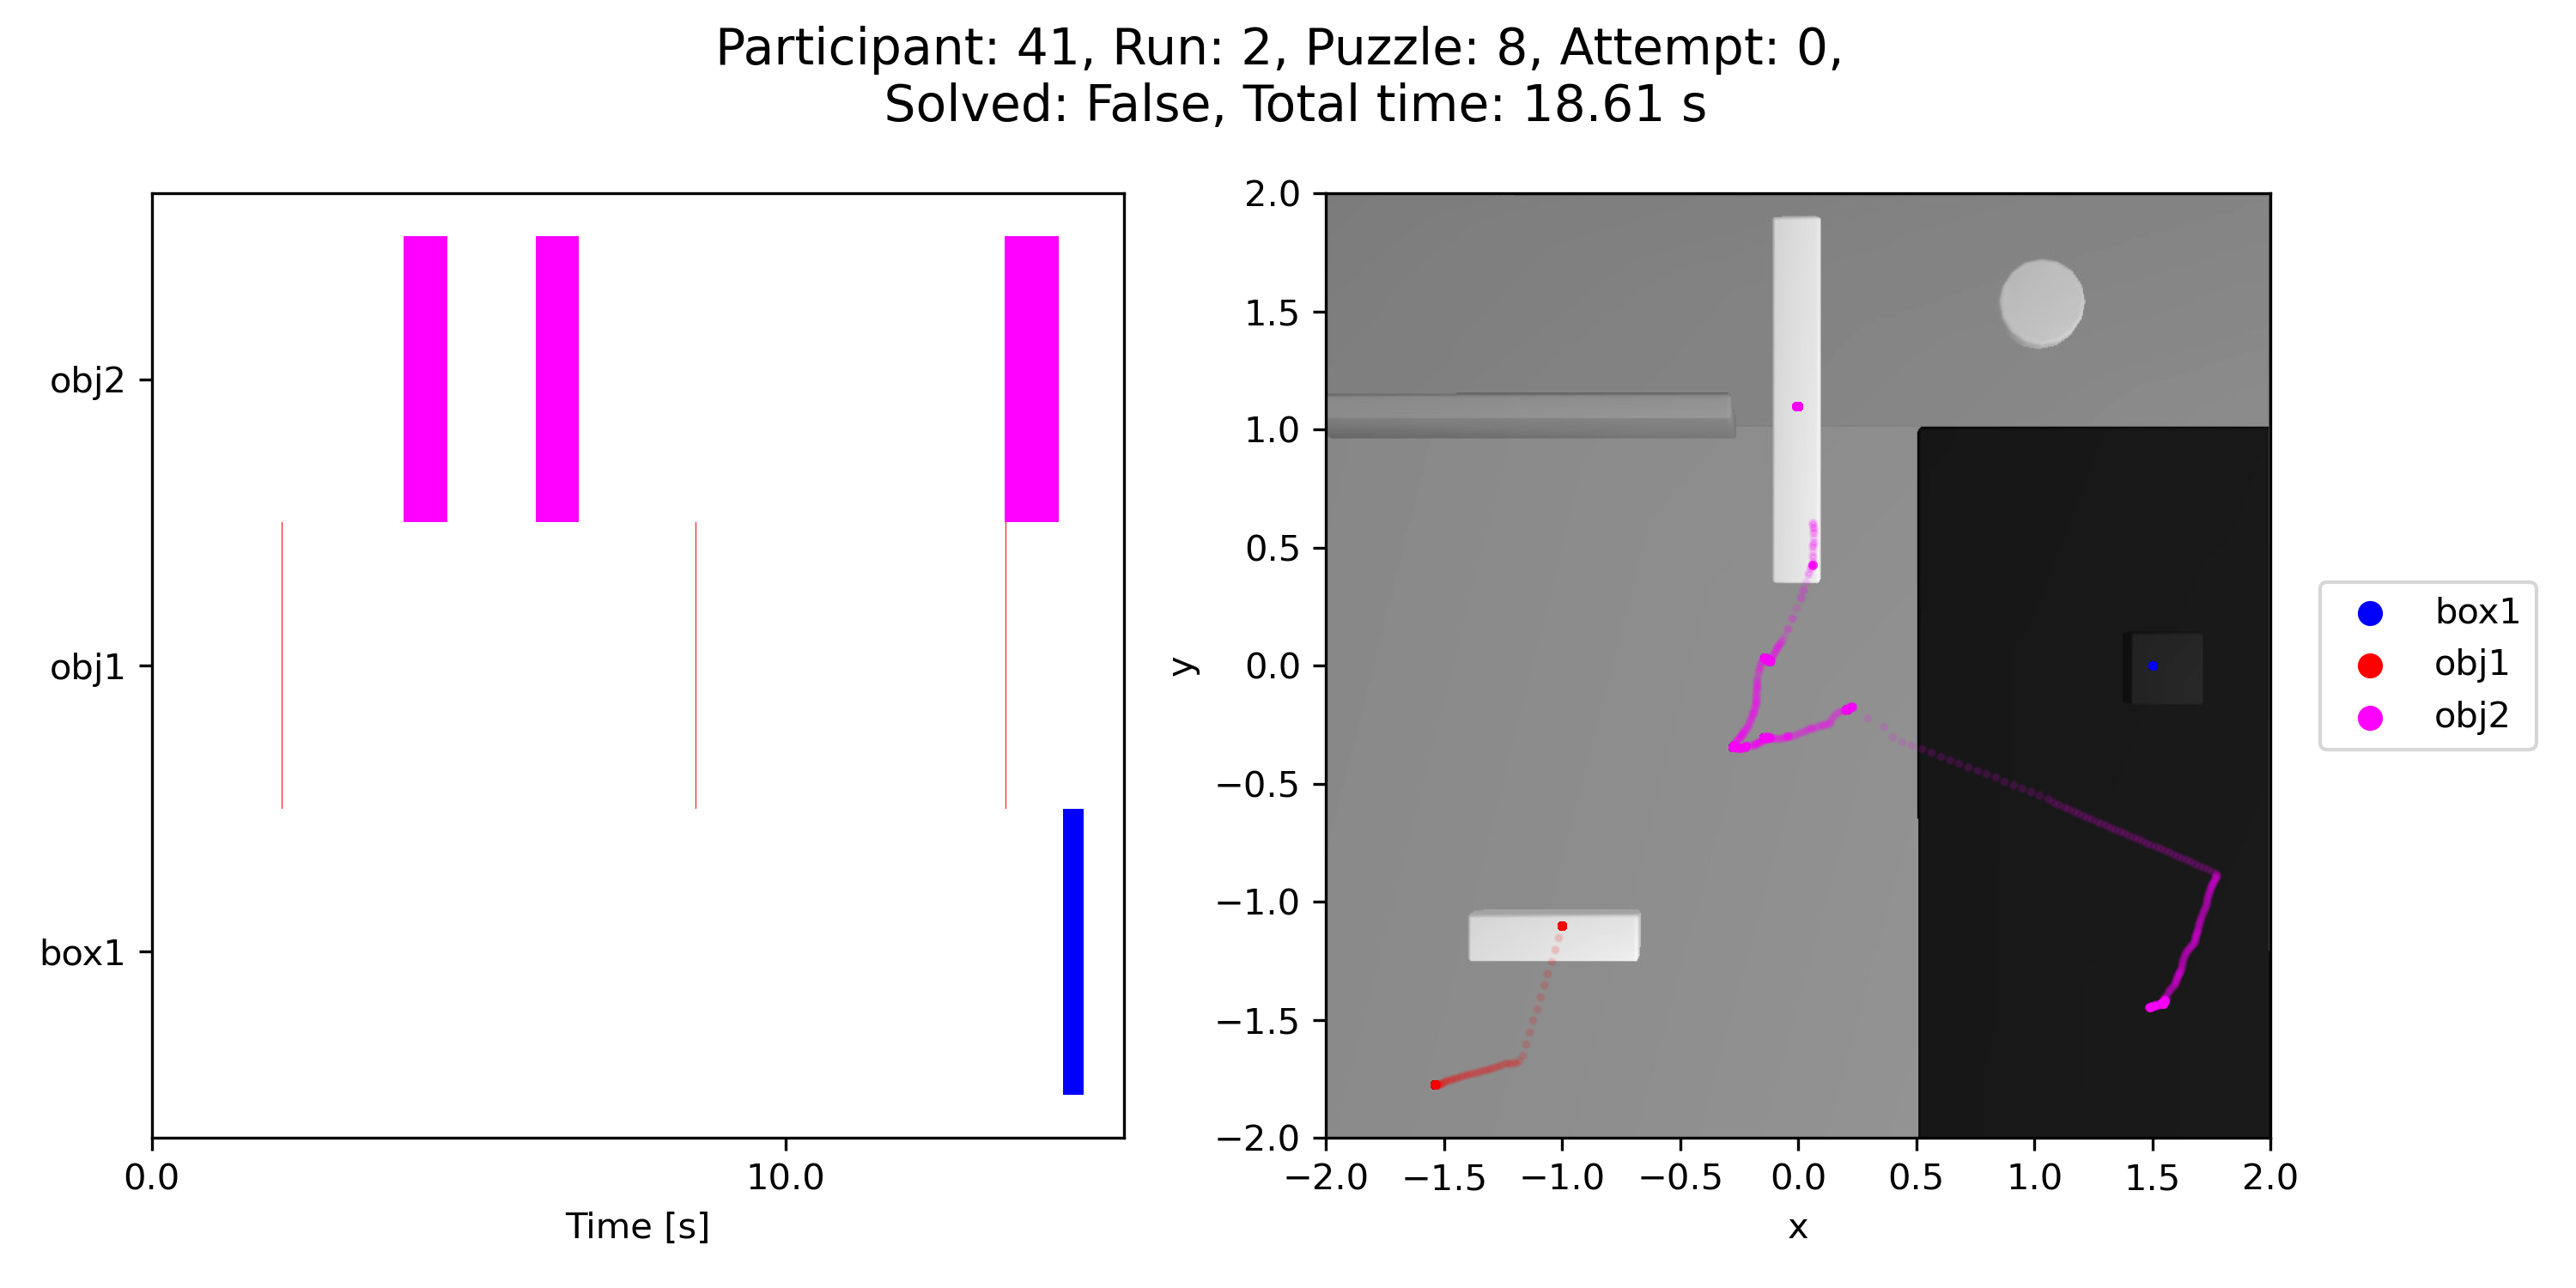 Participant: 41, Run: 2, Puzzle: 8, Attempt: 0,
Solved: False, Total time: 18.61 s
obj2
obj1
box1
0.0
10.0
Time [s]
2.0
1.5
1.0
0.5
0.0
−0.5
−1.0
−1.5
−2.0
y
−2.0
−1.5
−1.0
−0.5
0.0
0.5
1.0
1.5
2.0
x
box1
obj1
obj2